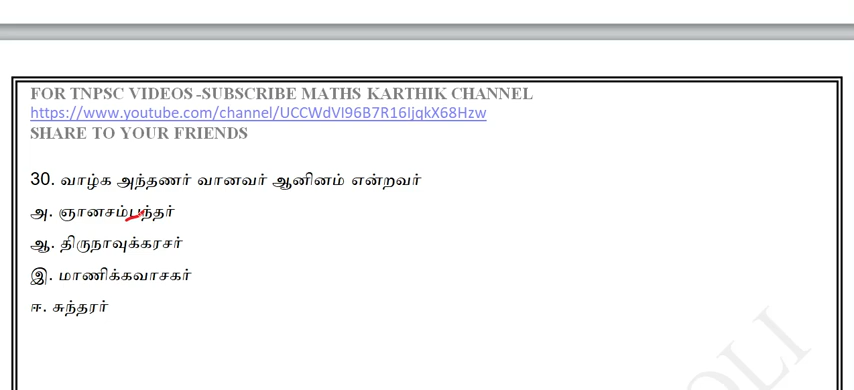 FOR TNPSC VIDEOS -SUBSCRIBE MATHS KARTHIK CHANNEL
https://www.youtube.com/channel/UCCWdVl96B7R16IjqkX68Hzw
SHARE TO YOUR FRIENDS
30. வாழ்க அந்தணர் வானவர் ஆனினம் என்றவர்
அ. ஞானசம்பந்தர்
ஆ. திருநாவுக்கரசர்
இ. மாணிக்கவாசகர்
ஈ. சுந்தரர்